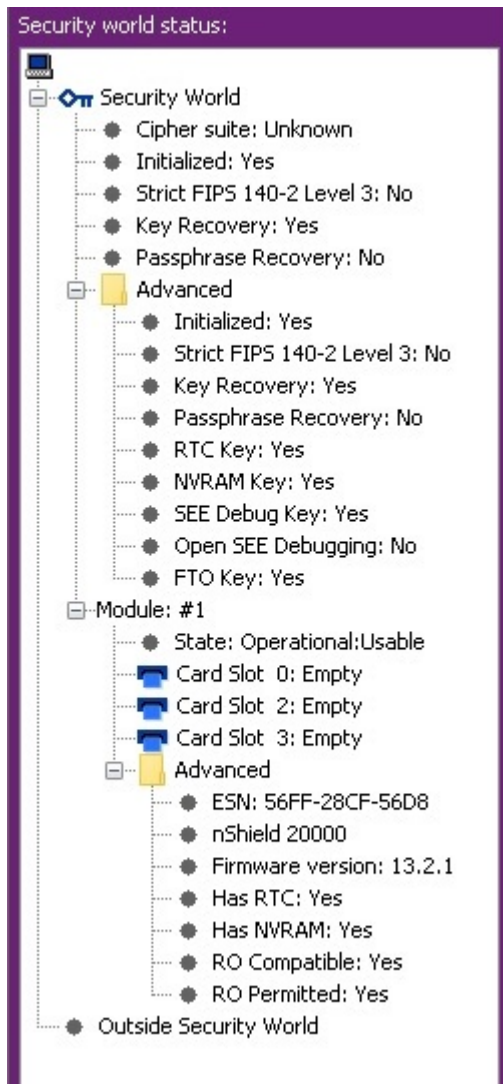 Security world status:
Security World
Cipher suite: Unknown
Initialized: Yes
Strict FIPS 140-2 Level 3: No
Key Recovery: Yes
Passphrase Recovery: No
Advanced
Initialized: Yes
Strict FIPS 140-2 Level 3: No
Key Recovery: Yes
Passphrase Recovery: No
RTC Key: Yes
NVRAM Key: Yes
SEE Debug Key: Yes
Open SEE Debugging: No
FTO Key: Yes
Module: #1
State: Operational:Usable
Card Slot 0: Empty
Card Slot 2: Empty
Card Slot 3: Empty
Advanced
ESN: 56FF-28CF-56D8
nShield 20000
Firmware version: 13.2.1
Has RTC: Yes
Has NVRAM: Yes
RO Compatible: Yes
RO Permitted: Yes
Outside Security World